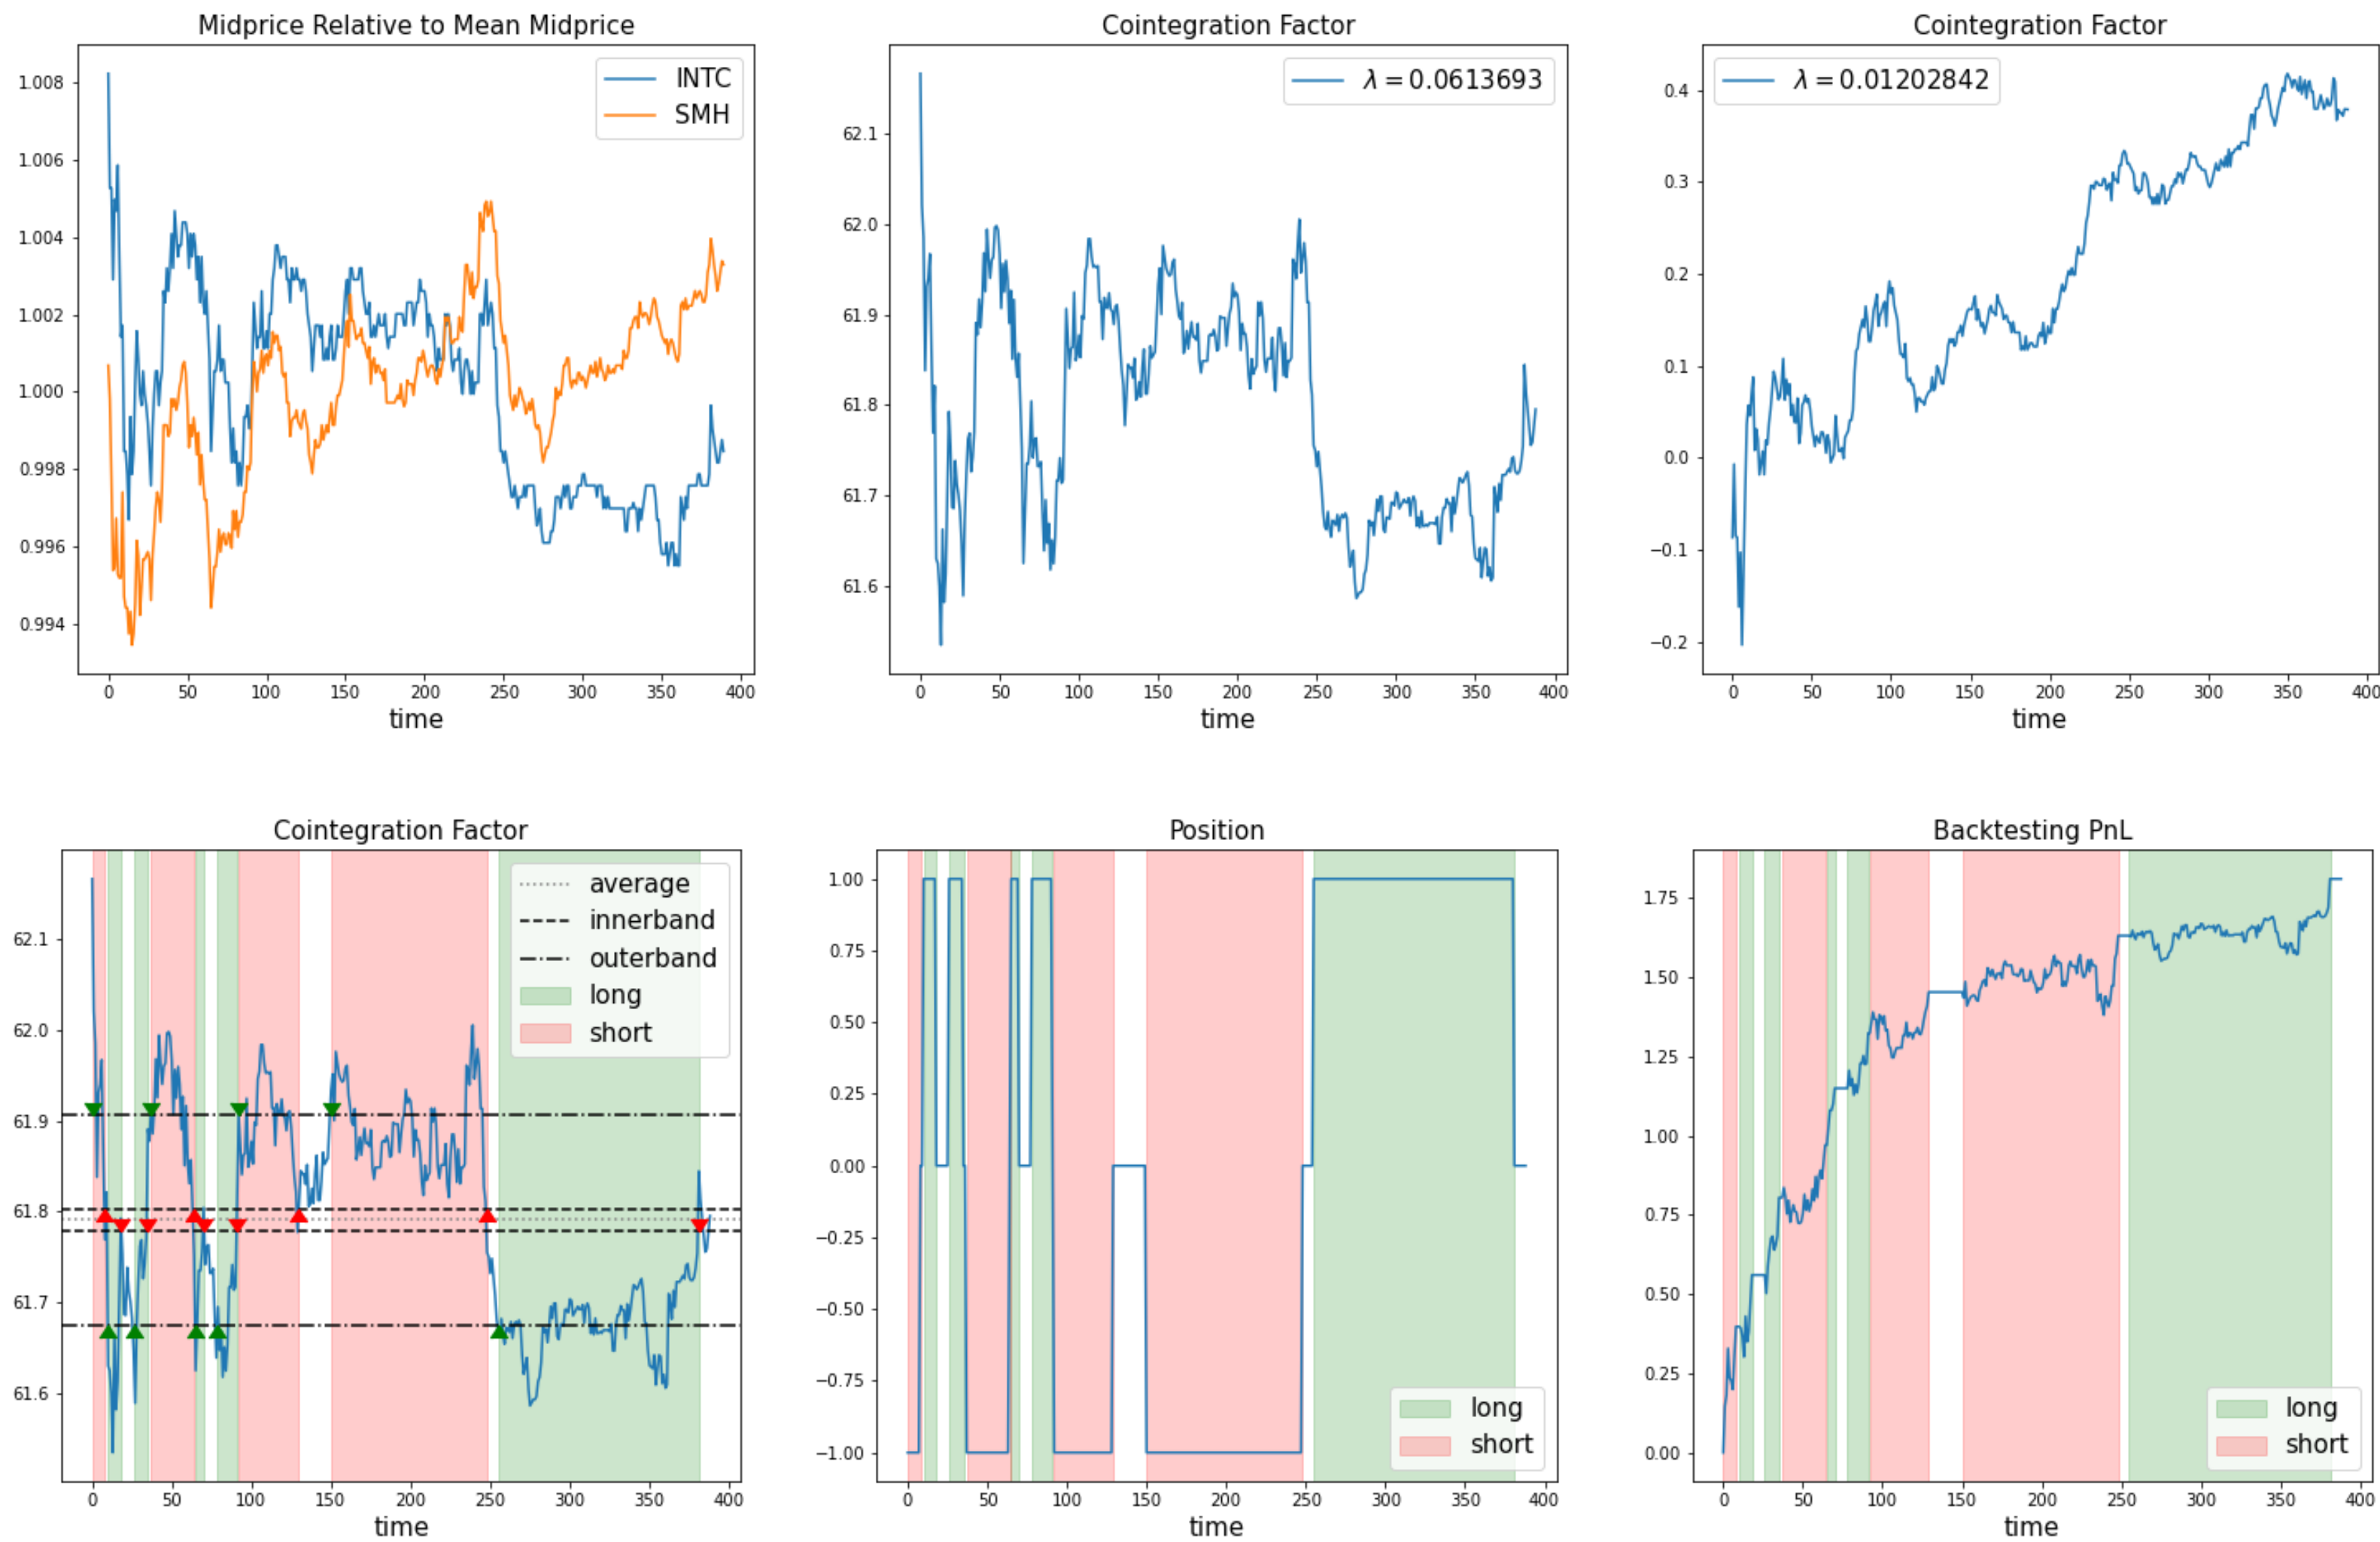 Midprice Relative to Mean Midprice
INTC
SMH
1.008
1.006
1.004
1.002
1.000
0.998
0.996
0.994
0 50 100 150 200 250 300 350 400
time
Cointegration Factor
λ = 0.0613693
62.1
62.0
61.9
61.8
61.7
61.6
0 50 100 150 200 250 300 350 400
time
Cointegration Factor
λ = 0.01202842
0.4
0.3
0.2
0.1
0.0
−0.1
−0.2
0 50 100 150 200 250 300 350 400
time
Cointegration Factor
average
innerband
outerband
long
short
62.1
62.0
61.9
61.8
61.7
61.6
0 50 100 150 200 250 300 350 400
time
Position
1.00
0.75
0.50
0.25
0.00
−0.25
−0.50
−0.75
−1.00
long
short
0 50 100 150 200 250 300 350 400
time
Backtesting PnL
1.75
1.50
1.25
1.00
0.75
0.50
0.25
0.00
long
short
0 50 100 150 200 250 300 350 400
time